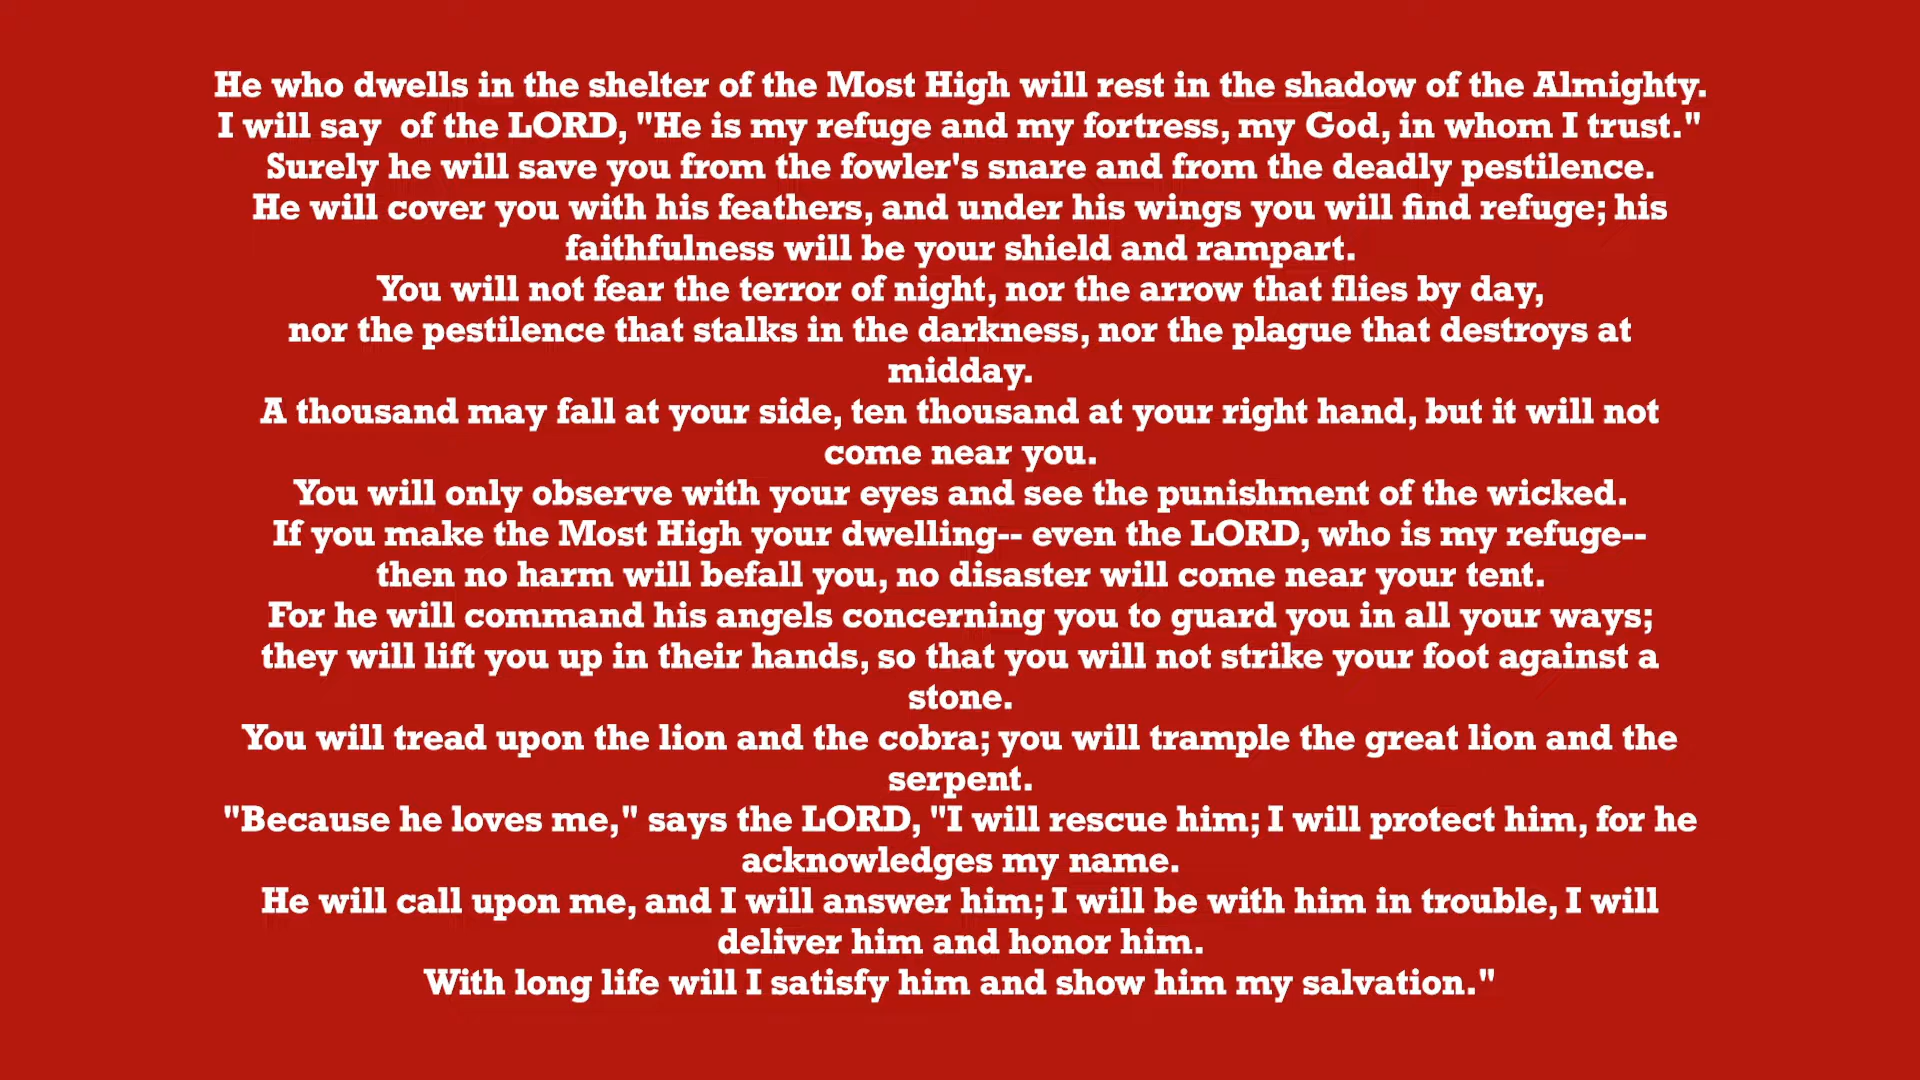 He who dwells in the shelter of the Most High will rest in the shadow of the Almighty.
I will say  of the LORD, "He is my refuge and my fortress, my God, in whom I trust."
Surely he will save you from the fowler's snare and from the deadly pestilence.
He will cover you with his feathers, and under his wings you will find refuge; his
faithfulness will be your shield and rampart.
You will not fear the terror of night, nor the arrow that flies by day,
nor the pestilence that stalks in the darkness, nor the plague that destroys at
midday.
A thousand may fall at your side, ten thousand at your right hand, but it will not
come near you.
You will only observe with your eyes and see the punishment of the wicked.
If you make the Most High your dwelling-- even the LORD, who is my refuge--
then no harm will befall you, no disaster will come near your tent.
For he will command his angels concerning you to guard you in all your ways;
they will lift you up in their hands, so that you will not strike your foot against a
stone.
You will tread upon the lion and the cobra; you will trample the great lion and the
serpent.
"Because he loves me," says the LORD, "I will rescue him; I will protect him, for he
acknowledges my name.
He will call upon me, and I will answer him; I will be with him in trouble, I will
deliver him and honor him.
With long life will I satisfy him and show him my salvation."